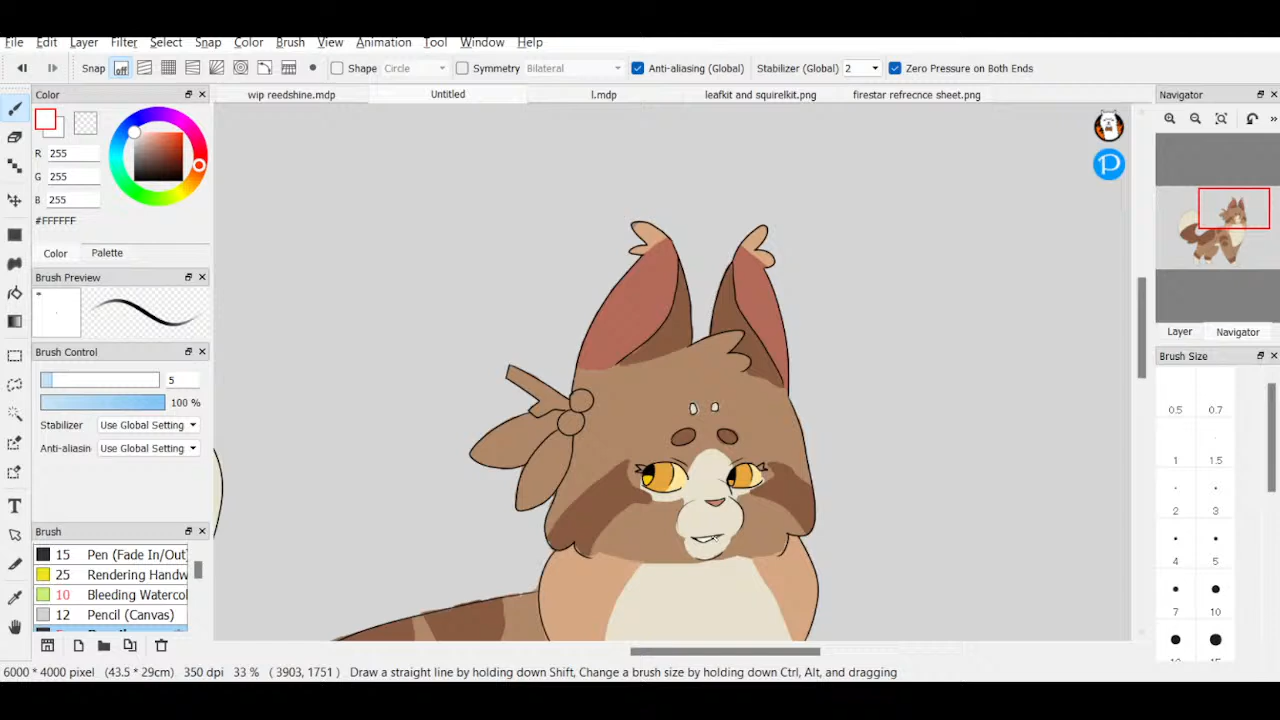 File Edit Layer Filter Select Snap Color Brush View Animation Tool Window Help
Snap off Shape Circle Symmetry Bilateral Anti-aliasing (Global) Stabilizer (Global) 2 Zero Pressure on Both Ends
Color
wip reedshine.mdp Untitled l.mdp leafkit and squirelkit.png firestar refrecnce sheet.png
Navigator
R 255
G 255
B 255
#FFFFFF
Color Palette
Brush Preview
Layer Navigator
Brush Control
Brush Size
5
100 %
0.5 0.7
Stabilizer Use Global Setting
Anti-aliasin Use Global Setting
1 1.5
2 3
Brush
4 5
15 Pen (Fade In/Out)
25 Rendering Handw
10 Bleeding Watercol
12 Pencil (Canvas)
7 10
P
6000 * 4000 pixel (43.5 * 29cm) 350 dpi 33 % ( 3903, 1751 ) Draw a straight line by holding down Shift, Change a brush size by holding down Ctrl, Alt, and dragging